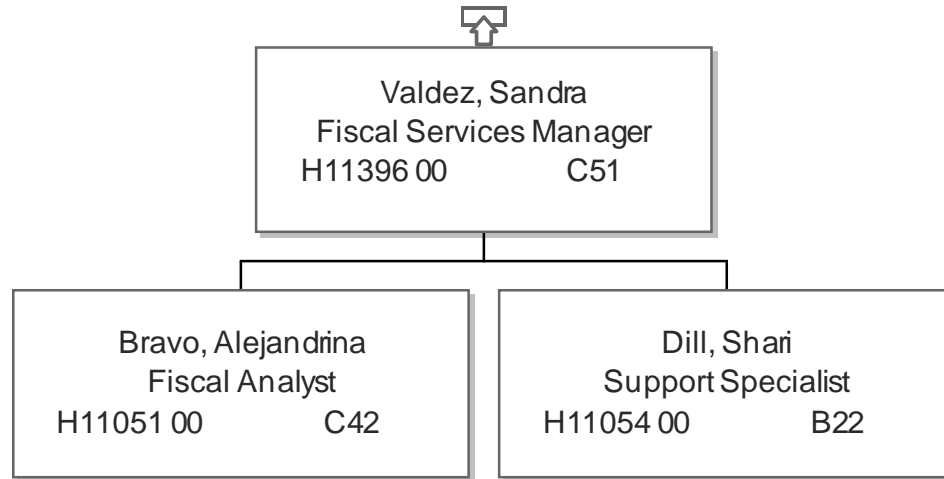 Valdez, Sandra
Fiscal Services Manager
H11396 00 C51
Bravo, Alejandrina
Fiscal Analyst
H11051 00 C42
Dill, Shari
Support Specialist
H11054 00 B22